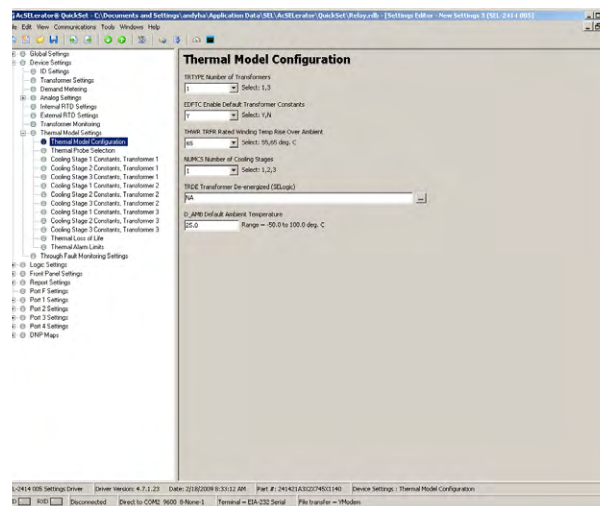 AcSELerator® QuickSet - C:\Documents and Settings\andyha\Application Data\SEL\AcSELerator\QuickSet\Relay.rdb - [Settings Editor - New Settings 3 (SEL-2414 005)]
Edit View Communications Tools Windows Help
Global Settings
Device Settings
ID Settings
Transformer Settings
Demand Metering
Analog Settings
Internal RTD Settings
External RTD Settings
Transformer Monitoring
Thermal Model Settings
Thermal Model Configuration
Thermal Probe Selection
Cooling Stage 1 Constants, Transformer 1
Cooling Stage 2 Constants, Transformer 1
Cooling Stage 3 Constants, Transformer 1
Cooling Stage 1 Constants, Transformer 2
Cooling Stage 2 Constants, Transformer 2
Cooling Stage 3 Constants, Transformer 2
Cooling Stage 1 Constants, Transformer 3
Cooling Stage 2 Constants, Transformer 3
Cooling Stage 3 Constants, Transformer 3
Thermal Loss of Life
Thermal Alarm Limits
Through Fault Monitoring Settings
Logic Settings
Front Panel Settings
Report Settings
Port F Settings
Port 1 Settings
Port 2 Settings
Port 3 Settings
Port 4 Settings
DNP Maps
Thermal Model Configuration
TRTYPE Number of Transformers
1 Select: 1,3
EDFTC Enable Default Transformer Constants
Y Select: Y,N
THWR TRFR Rated Winding Temp Rise Over Ambient
65 Select: 55,65 deg. C
NUMCS Number of Cooling Stages
1 Select: 1,2,3
TRDE Transformer De-energized (SELogic)
NA ...
D_AMB Default Ambient Temperature
25.0 Range = -50.0 to 100.0 deg. C
SEL-2414 005 Settings Driver Driver Version: 4.7.1.23 Date: 2/18/2009 8:33:12 AM Part #: 241421A3X2X745X1140 Device Settings : Thermal Model Configuration
RXD Disconnected Direct to COM2 9600 8-None-1 Terminal = EIA-232 Serial File transfer = YModem